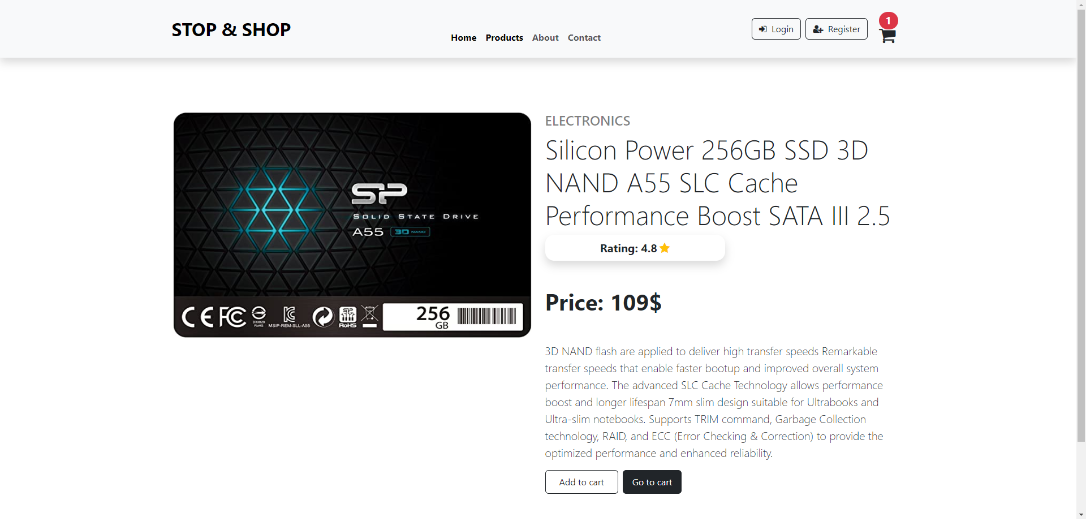 STOP & SHOP
Home Products About Contact
Login Register 1
SP
SOLID STATE DRIVE
A55 3D NAND
256
GB
MSIP-REM-SLL-A55
RoHS
ELECTRONICS
Silicon Power 256GB SSD 3D
NAND A55 SLC Cache
Performance Boost SATA III 2.5
Rating: 4.8
Price: 109$
3D NAND flash are applied to deliver high transfer speeds Remarkable
transfer speeds that enable faster bootup and improved overall system
performance. The advanced SLC Cache Technology allows performance
boost and longer lifespan 7mm slim design suitable for Ultrabooks and
Ultra-slim notebooks. Supports TRIM command, Garbage Collection
technology, RAID, and ECC (Error Checking & Correction) to provide the
optimized performance and enhanced reliability.
Add to cart Go to cart